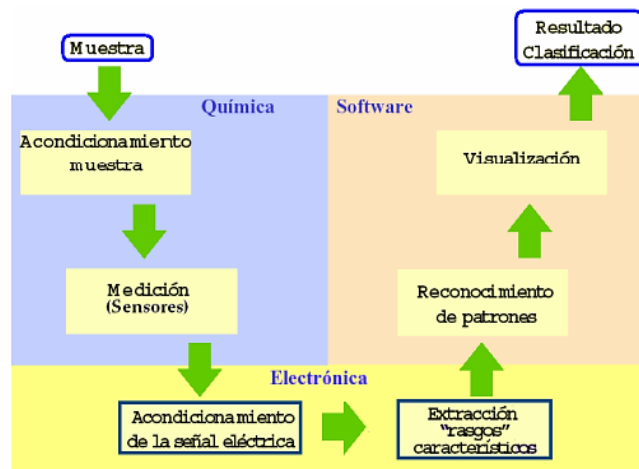 Muestra
Resultado
Clasificación
Química
Software
Acondicionamiento
muestra
Visualización
Medición
(Sensores)
Reconocimiento
de patrones
Electrónica
Acondicionamiento
de la señal eléctrica
Extracción
"rasgos"
característicos